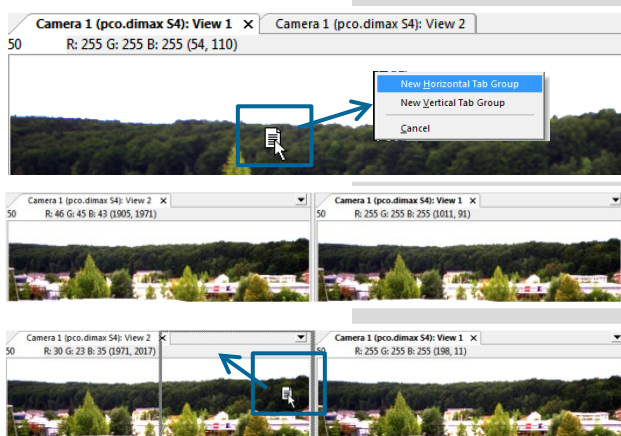 Camera 1 (pco.dimax S4): View 1 X Camera 1 (pco.dimax S4): View 2
50 R: 255 G: 255 B: 255 (54, 110)
New Horizontal Tab Group
New Vertical Tab Group
Cancel
Camera 1 (pco.dimax S4): View 2 X Camera 1 (pco.dimax S4): View 1 X
50 R: 46 G: 45 B: 43 (1905, 1971) 50 R: 255 G: 255 B: 255 (1011, 91)
Camera 1 (pco.dimax S4): View 2 X Camera 1 (pco.dimax S4): View 1 X
50 R: 30 G: 23 B: 35 (1971, 2017) 50 R: 255 G: 255 B: 255 (198, 11)